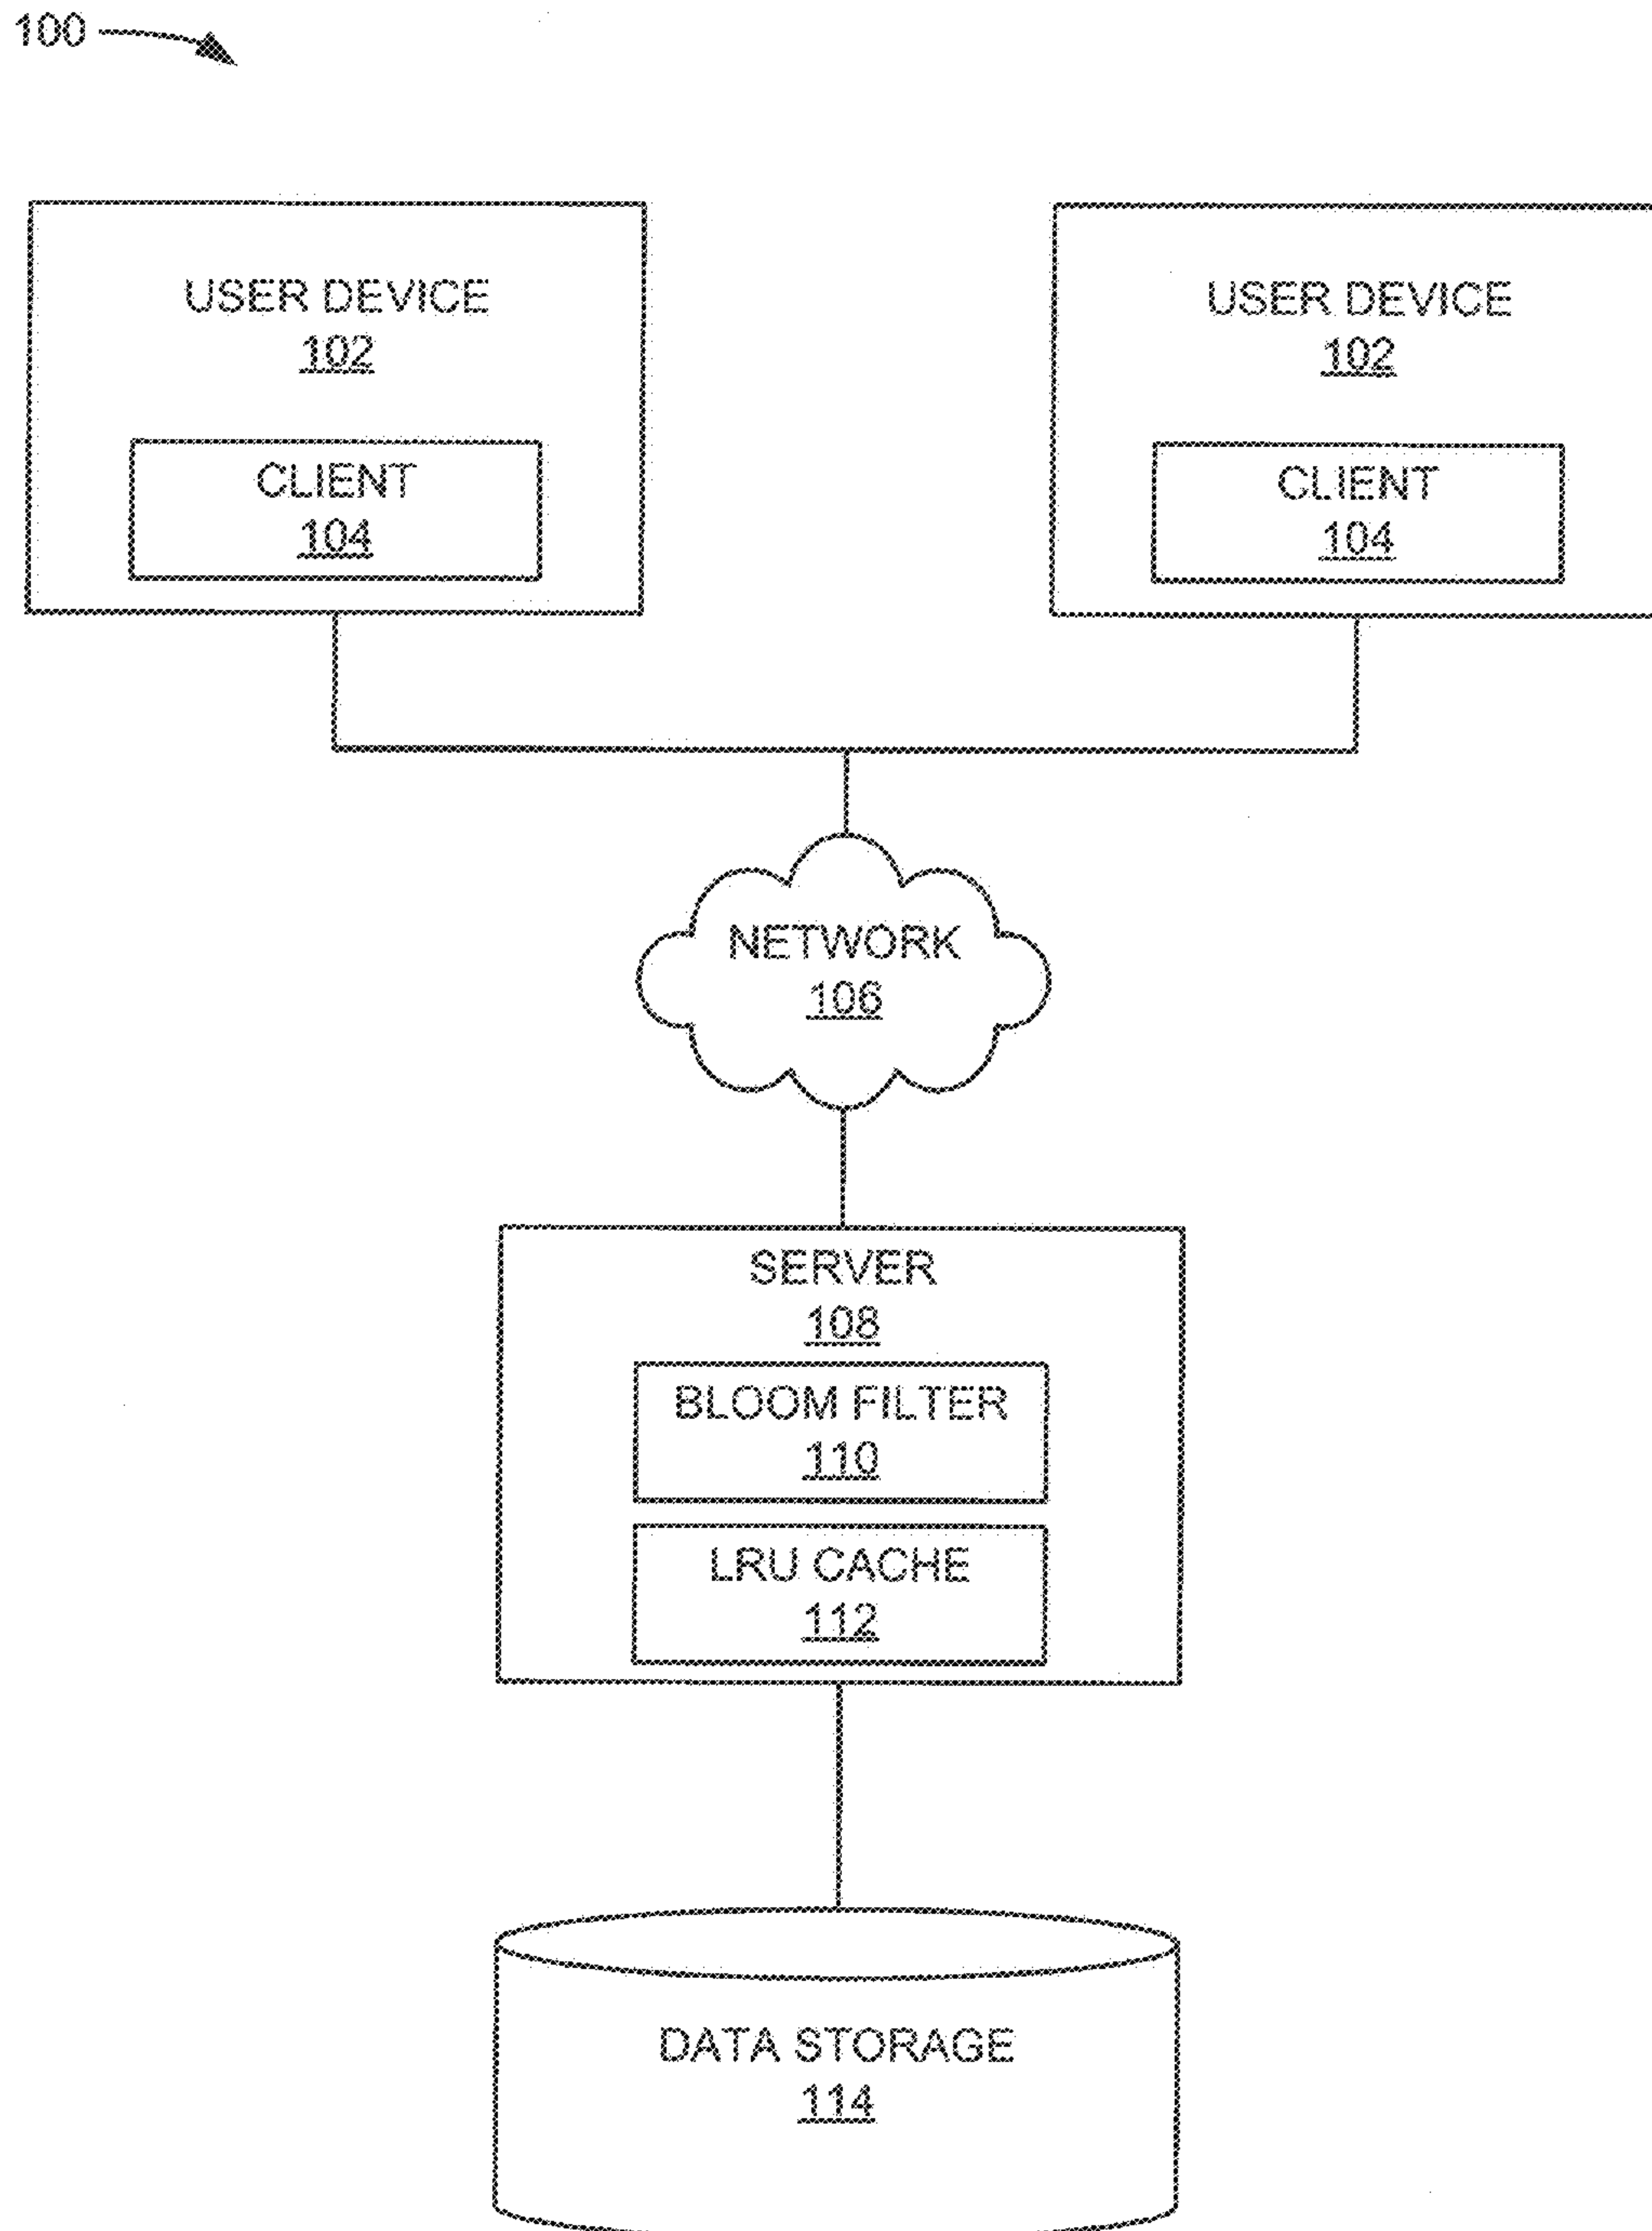 100
USER DEVICE
102
CLIENT
104
USER DEVICE
102
CLIENT
104
NETWORK
106
SERVER
108
BLOOM FILTER
110
LRU CACHE
112
DATA STORAGE
114